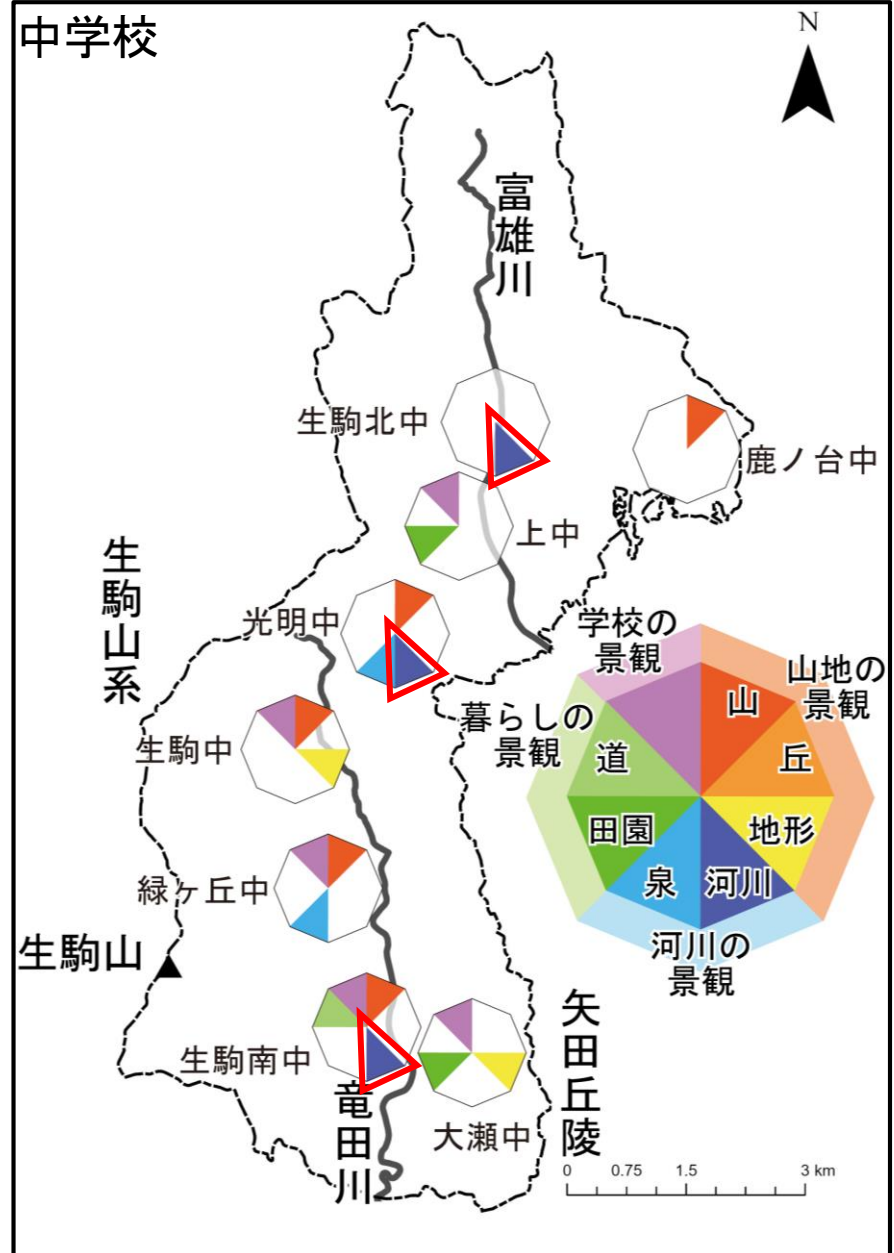 中学校
N
富雄川
生駒北中
鹿ノ台中
上中
生駒山系
光明中
生駒中
緑ヶ丘中
生駒山
生駒南中
竜田川
大瀬中
矢田丘陵
学校の
景観
山地の
景観
暮らしの
景観
山
丘
道
田園
地形
泉
河川
河川の
景観
0 0.75 1.5 3 km